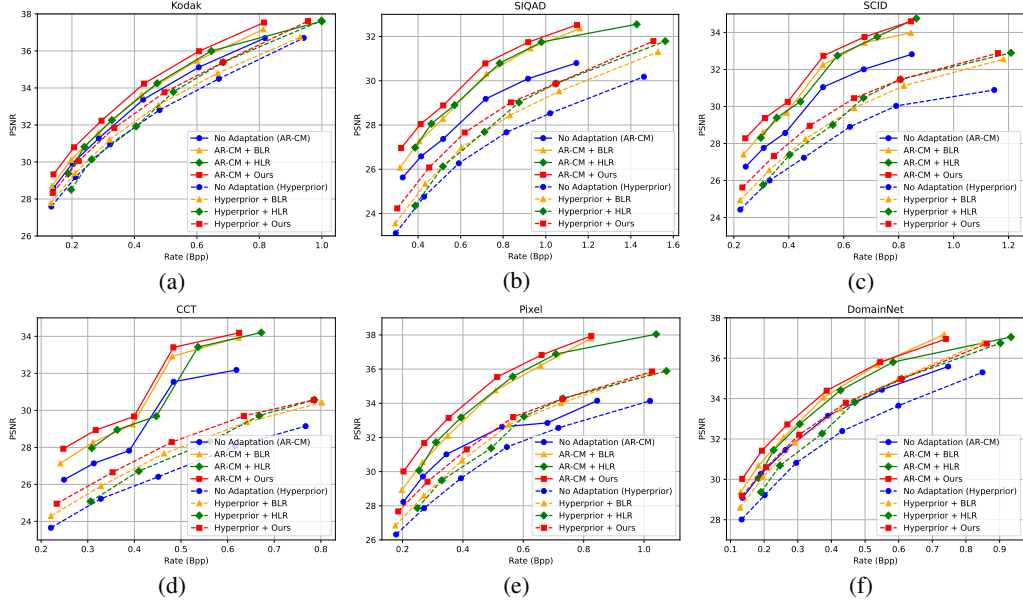 Kodak
PSNR
38
36
34
32
30
28
26
0.2
0.4
0.6
0.8
1.0
Rate (Bpp)
No Adaptation (AR-CM)
AR-CM + BLR
AR-CM + HLR
AR-CM + Ours
No Adaptation (Hyperprior)
Hyperprior + BLR
Hyperprior + HLR
Hyperprior + Ours
(a)
SIQAD
PSNR
32
30
28
26
24
0.4
0.6
0.8
1.0
1.2
1.4
1.6
Rate (Bpp)
No Adaptation (AR-CM)
AR-CM + BLR
AR-CM + HLR
AR-CM + Ours
No Adaptation (Hyperprior)
Hyperprior + BLR
Hyperprior + HLR
Hyperprior + Ours
(b)
SCID
PSNR
34
32
30
28
26
24
0.2
0.4
0.6
0.8
1.0
1.2
Rate (Bpp)
No Adaptation (AR-CM)
AR-CM + BLR
AR-CM + HLR
AR-CM + Ours
No Adaptation (Hyperprior)
Hyperprior + BLR
Hyperprior + HLR
Hyperprior + Ours
(c)
CCT
PSNR
34
32
30
28
26
24
0.2
0.3
0.4
0.5
0.6
0.7
0.8
Rate (Bpp)
No Adaptation (AR-CM)
AR-CM + BLR
AR-CM + HLR
AR-CM + Ours
No Adaptation (Hyperprior)
Hyperprior + BLR
Hyperprior + HLR
Hyperprior + Ours
(d)
Pixel
PSNR
38
36
34
32
30
28
26
0.2
0.4
0.6
0.8
1.0
Rate (Bpp)
No Adaptation (AR-CM)
AR-CM + BLR
AR-CM + HLR
AR-CM + Ours
No Adaptation (Hyperprior)
Hyperprior + BLR
Hyperprior + HLR
Hyperprior + Ours
(e)
DomainNet
PSNR
38
36
34
32
30
28
0.1
0.2
0.3
0.4
0.5
0.6
0.7
0.8
0.9
Rate (Bpp)
No Adaptation (AR-CM)
AR-CM + BLR
AR-CM + HLR
AR-CM + Ours
No Adaptation (Hyperprior)
Hyperprior + BLR
Hyperprior + HLR
Hyperprior + Ours
(f)